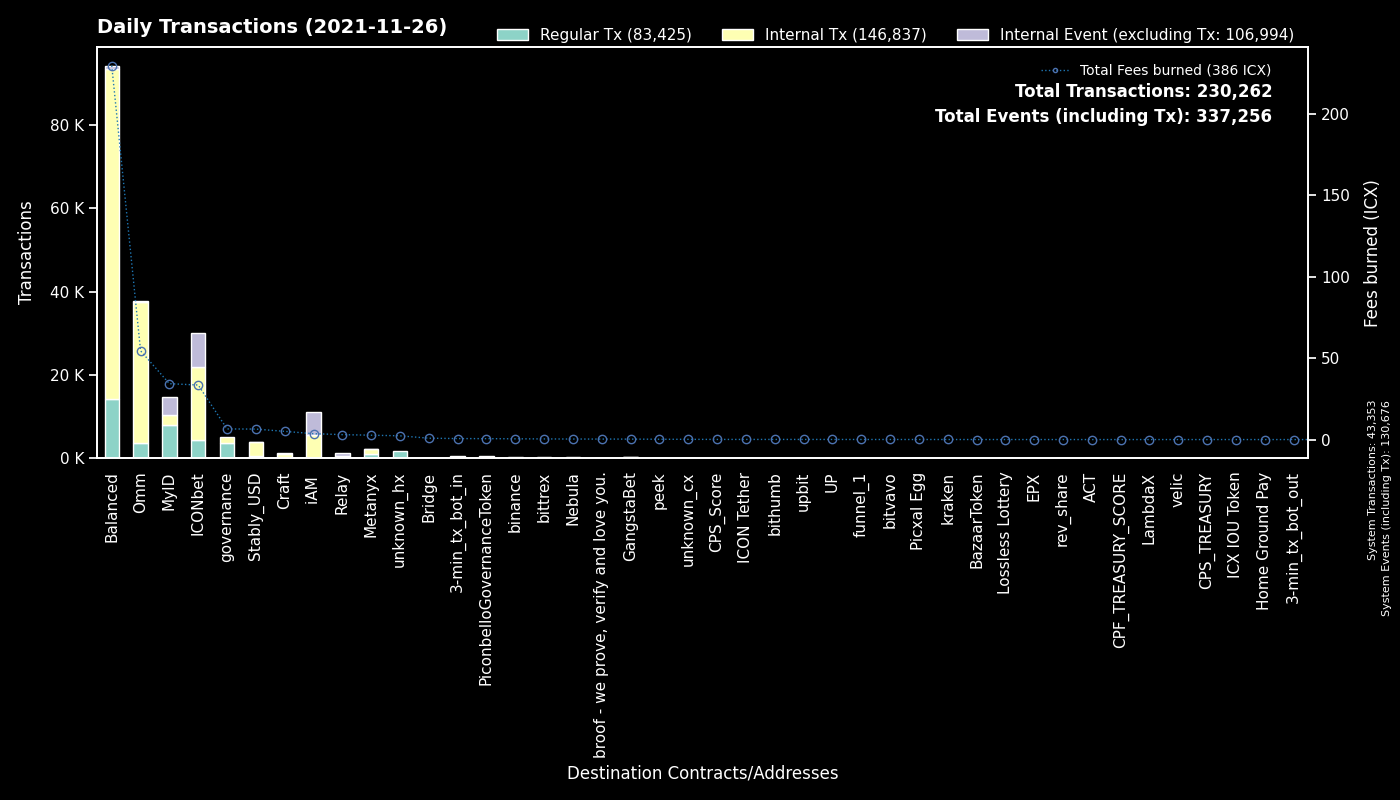 Daily Transactions (2021-11-26)
Regular Tx (83,425)
Internal Tx (146,837)
Internal Event (excluding Tx: 106,994)
Total Fees burned (386 ICX)
Total Transactions: 230,262
Total Events (including Tx): 337,256
Transactions
80 K
60 K
40 K
20 K
0 K
200
150
100
50
0
Fees burned (ICX)
System Transactions: 43,353
System Events (including Tx): 130,676
Balanced
Omm
MyID
ICONbet
governance
Stably_USD
Craft
iAM
Relay
Metanyx
unknown_hx
Bridge
3-min_tx_bot_in
PiconbelloGovernanceToken
binance
bittrex
Nebula
broof - we prove, verify and love you.
GangstaBet
peek
unknown_cx
CPS_Score
ICON Tether
bithumb
upbit
UP
funnel_1
bitvavo
Picxal Egg
kraken
BazaarToken
Lossless Lottery
EPX
rev_share
ACT
CPF_TREASURY_SCORE
LambdaX
velic
CPS_TREASURY
ICX IOU Token
Home Ground Pay
3-min_tx_bot_out
Destination Contracts/Addresses